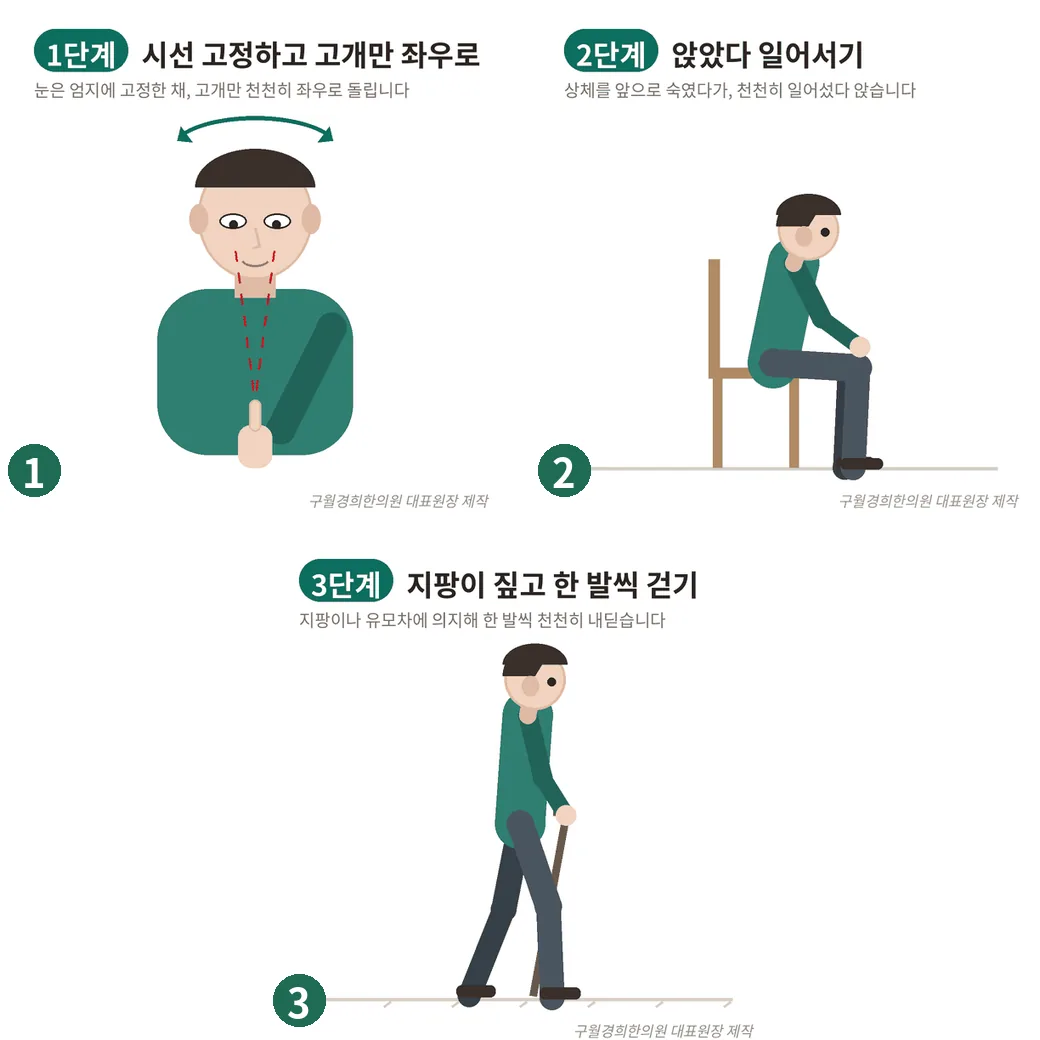 1단계 시선 고정하고 고개만 좌우로
눈은 엄지에 고정한 채, 고개만 천천히 좌우로 돌립니다
1
구월경희한의원 대표원장 제작
2단계 앉았다 일어서기
상체를 앞으로 숙였다가, 천천히 일어섰다 앉습니다
2
구월경희한의원 대표원장 제작
3단계 지팡이 짚고 한 발씩 걷기
지팡이나 유모차에 의지해 한 발씩 천천히 내딛습니다
3
구월경희한의원 대표원장 제작